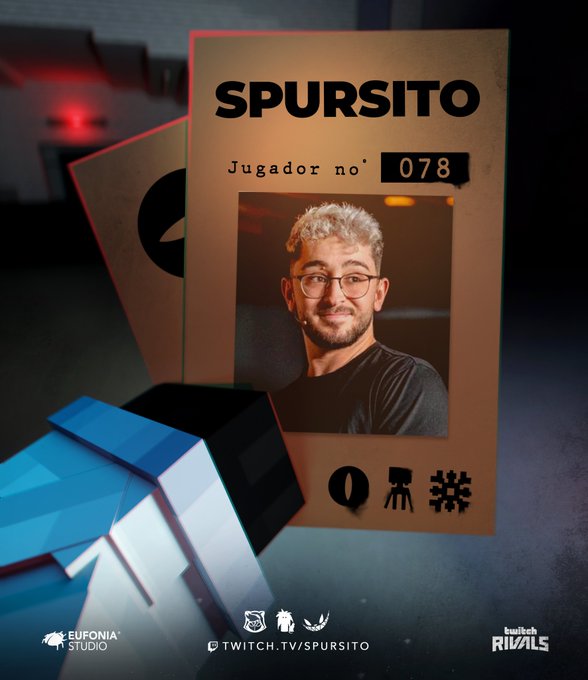 SPURSITO
Jugador no° 078
EUFONIA®
STUDIO
TWITCH.TV/SPURSITO
twitch
RIVALS